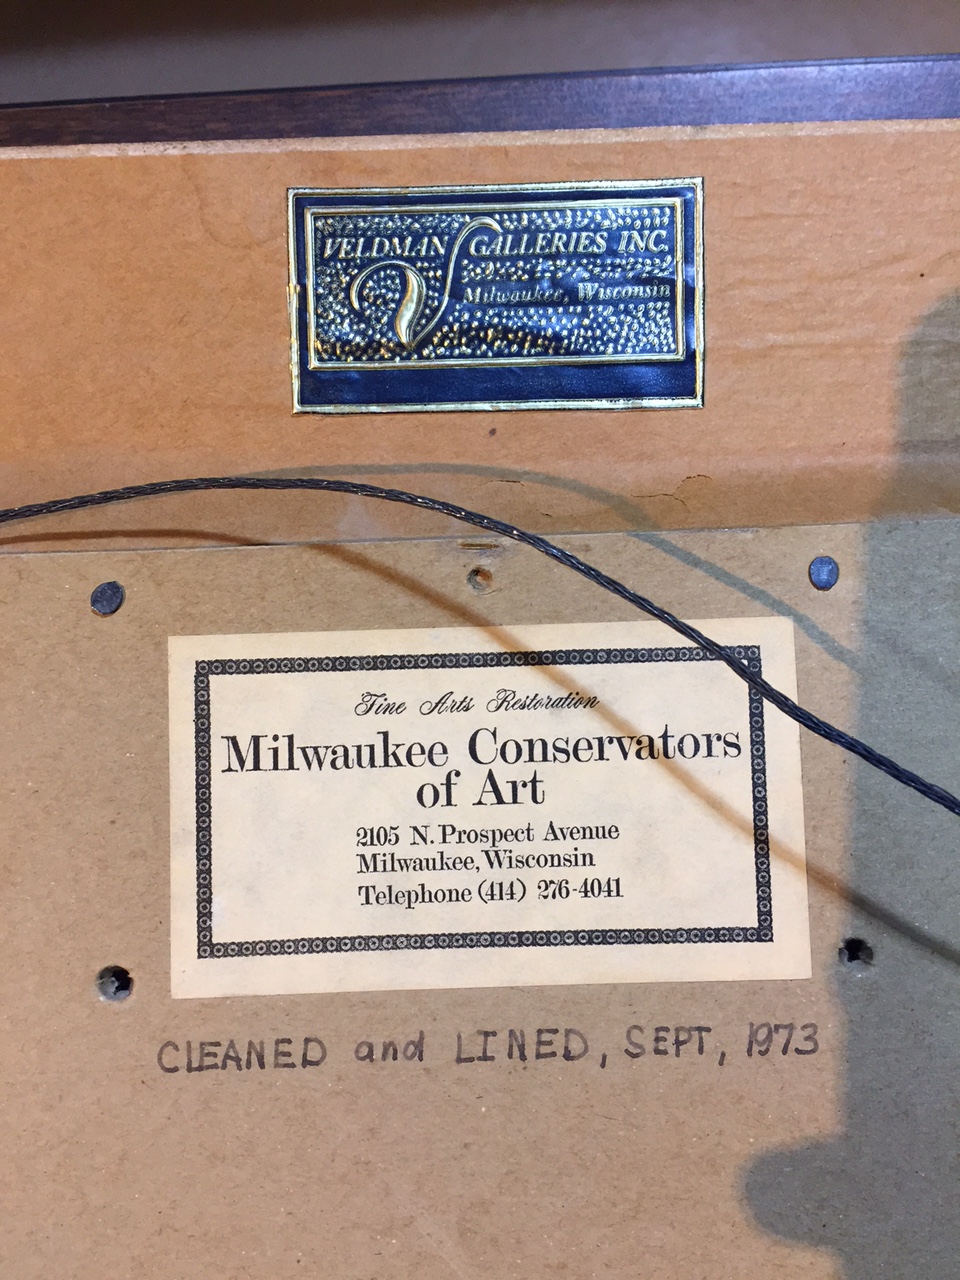 VELDMAN GALLERIES INC.
Milwaukee, Wisconsin
Fine Arts Restoration
Milwaukee Conservators
of Art
2105 N. Prospect Avenue
Milwaukee, Wisconsin
Telephone (414) 276-4041
CLEANED and LINED, SEPT, 1973